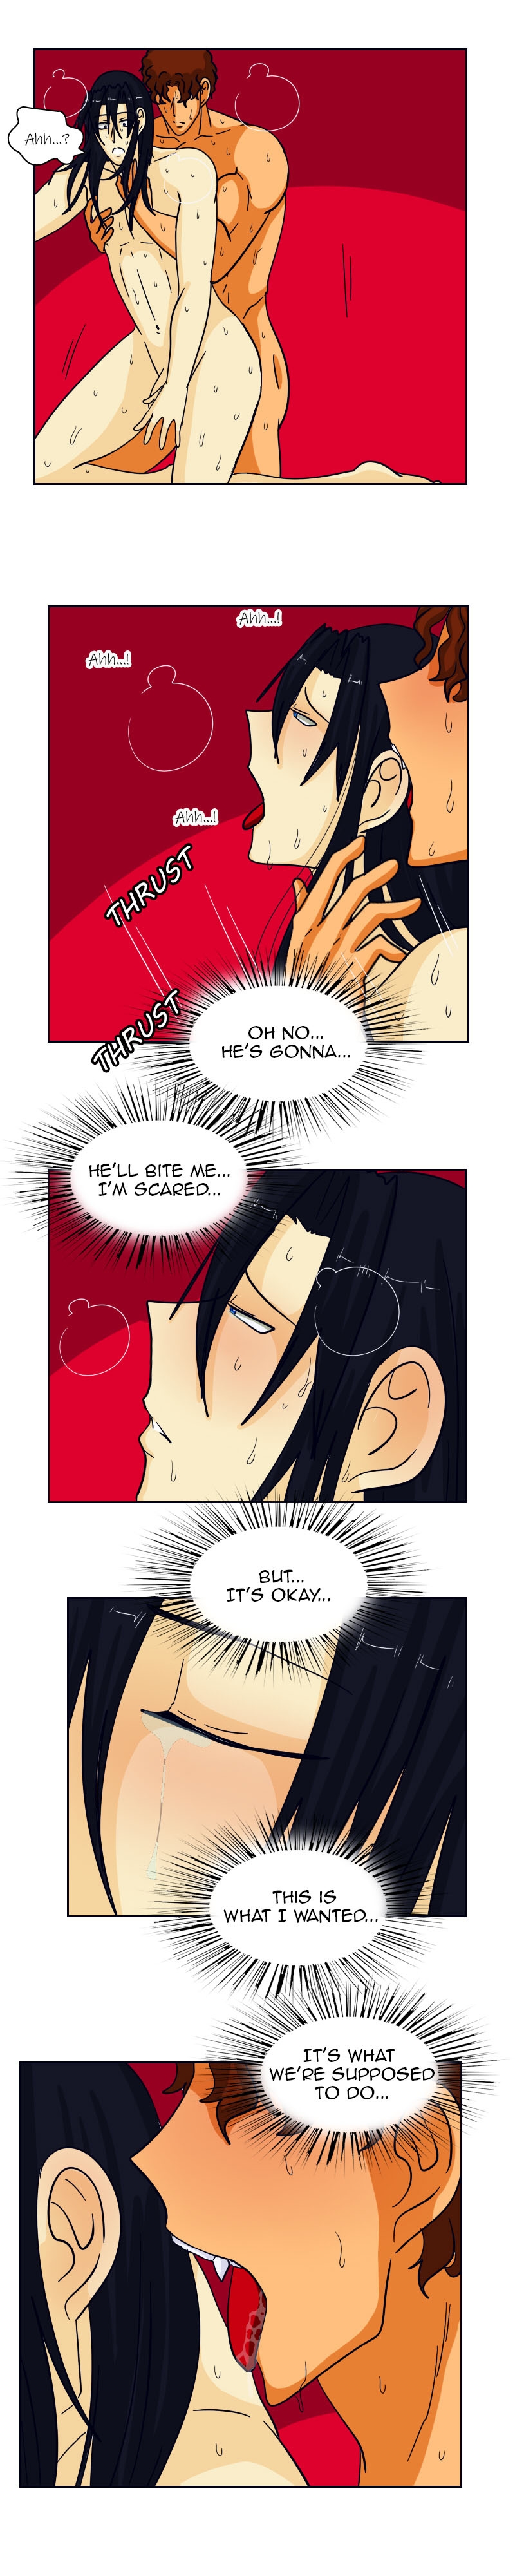 Ahh...?
Ahh...!
Ahh...!
Ahh...!
THRUST
THRUST
OH NO...
HE'S GONNA...
HE'LL BITE ME...
I'M SCARED...
BUT...
IT'S OKAY...
THIS IS
WHAT I WANTED...
IT'S WHAT
WE'RE SUPPOSED
TO DO...